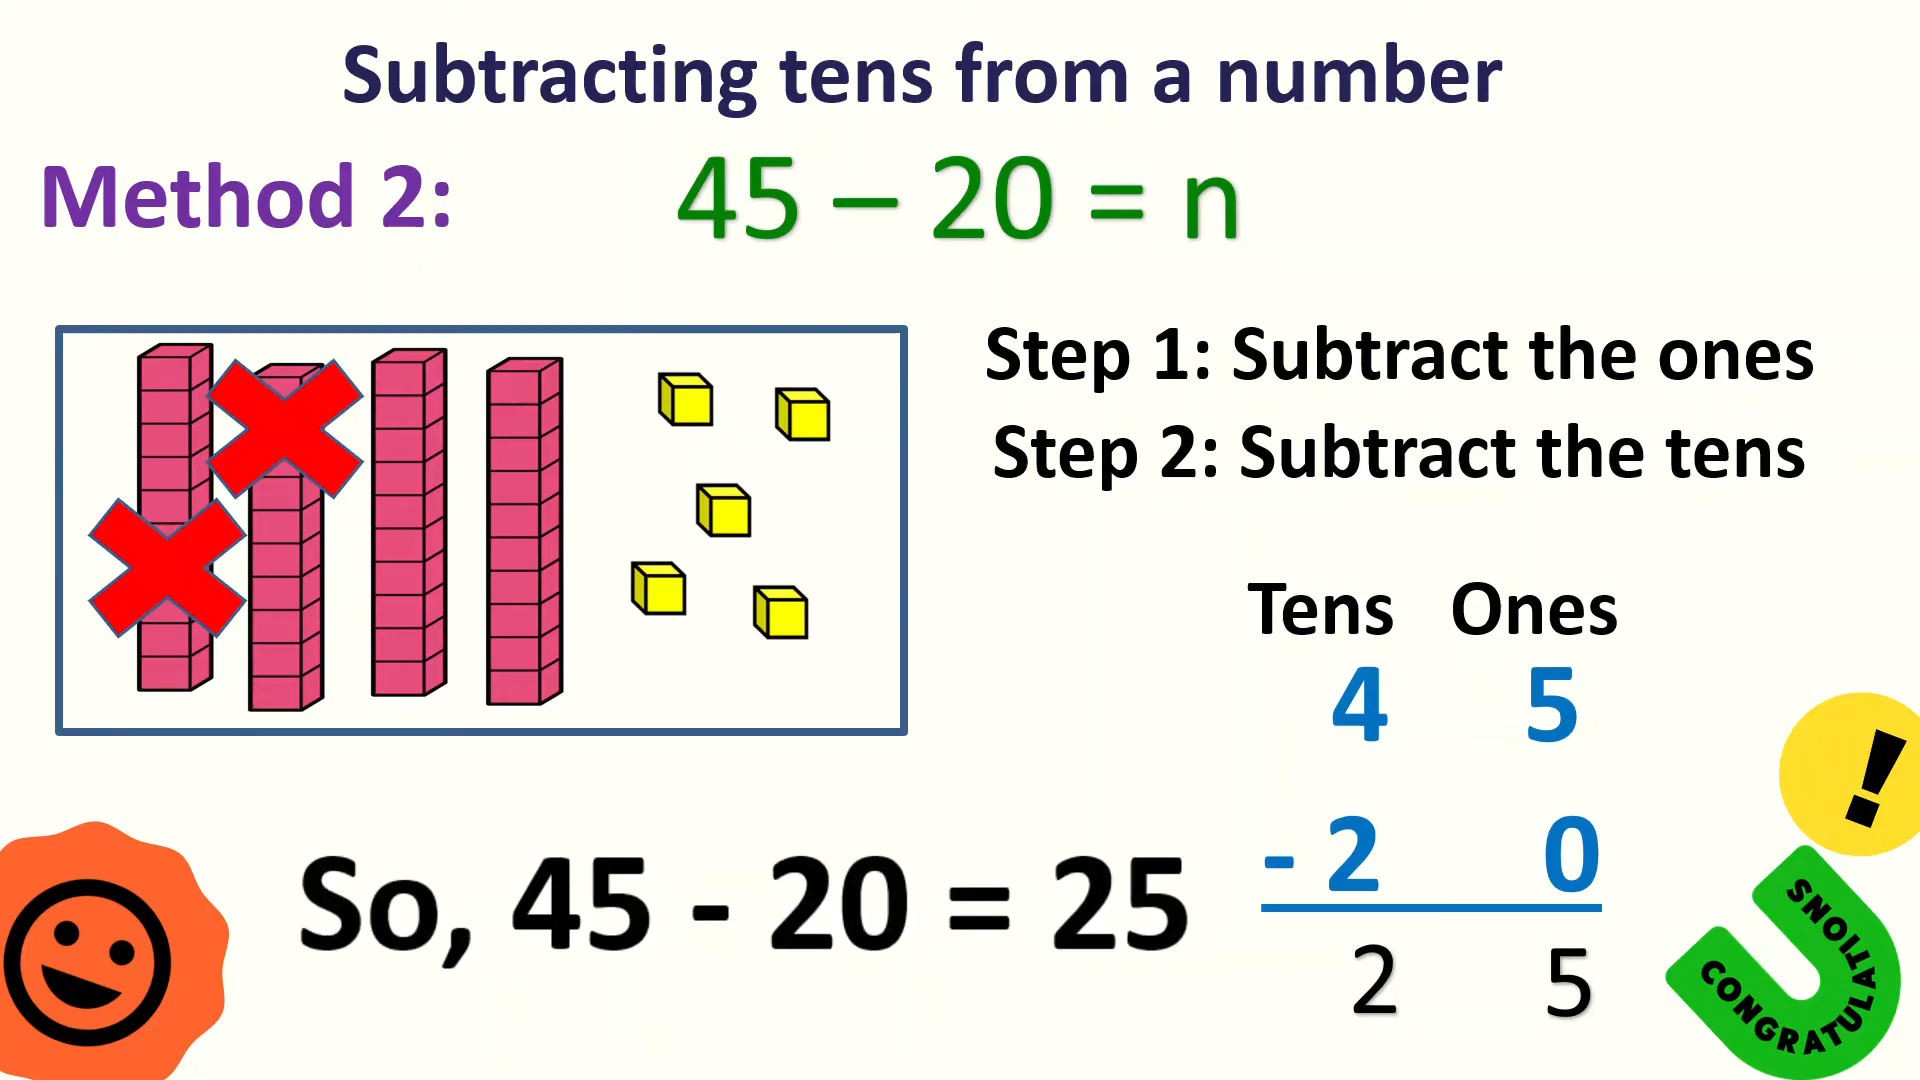 Subtracting tens from a number
Method 2:
45 – 20 = n
Step 1: Subtract the ones
Step 2: Subtract the tens
Tens Ones
4 5
- 2 0
2 5
So, 45 - 20 = 25
!
CONGRATULATIONS